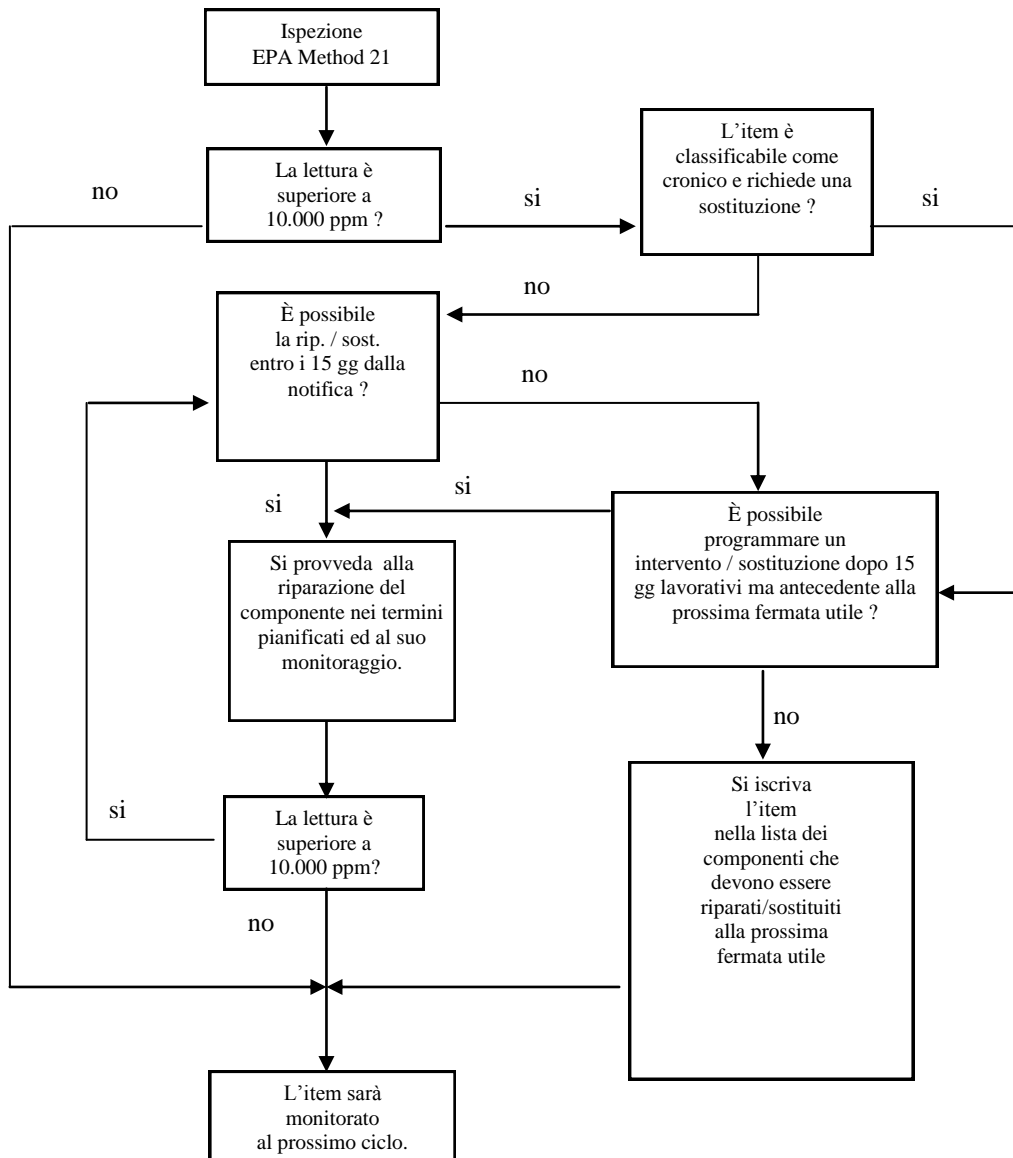 Ispezione
EPA Method 21
La lettura è
superiore a
10.000 ppm ?
no
si
L'item è
classificabile come
cronico e richiede una
sostituzione ?
si
no
È possibile
la rip. / sost.
entro i 15 gg dalla
notifica ?
no
si
si
È possibile
programmare un
intervento / sostituzione dopo 15
gg lavorativi ma antecedente alla
prossima fermata utile ?
Si provveda alla
riparazione del
componente nei termini
pianificati ed al suo
monitoraggio.
no
La lettura è
superiore a
10.000 ppm?
si
no
Si iscriva
l'item
nella lista dei
componenti che
devono essere
riparati/sostituiti
alla prossima
fermata utile
L'item sarà
monitorato
al prossimo ciclo.